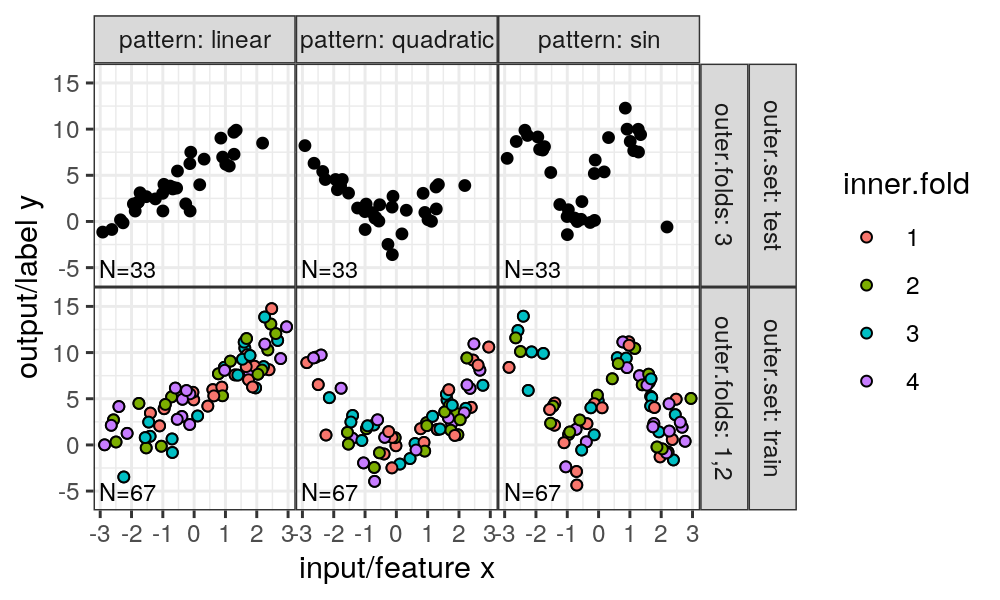 pattern: linear
pattern: quadratic
pattern: sin
15
10
5
0
-5
N=33
N=33
N=33
outer.folds: 3
outer.set: test
15
10
5
0
-5
N=67
N=67
N=67
outer.folds: 1,2
outer.set: train
-3 -2 -1 0 1 2 3
-3 -2 -1 0 1 2 3
-3 -2 -1 0 1 2 3
input/feature x
output/label y
inner.fold
1
2
3
4